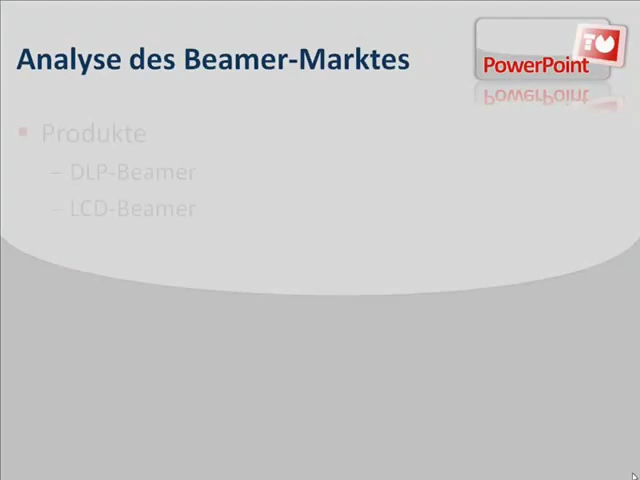 Analyse des Beamer-Marktes
PowerPoint
Produkte
– DLP-Beamer
– LCD-Beamer